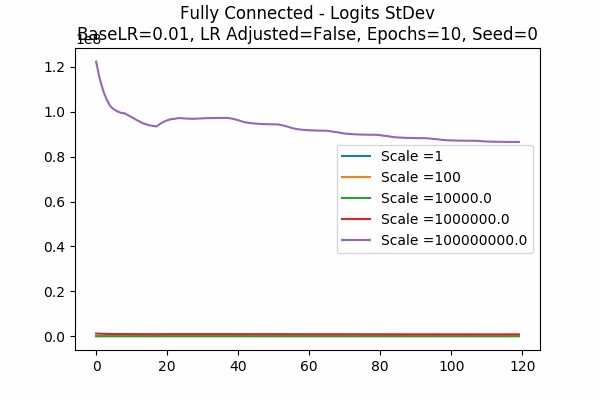 Fully Connected - Logits StDev
BaseLR=0.01, LR Adjusted=False, Epochs=10, Seed=0
1e8
1.2
1.0
0.8
0.6
0.4
0.2
0.0
Scale =1
Scale =100
Scale =10000.0
Scale =1000000.0
Scale =100000000.0
0
20
40
60
80
100
120